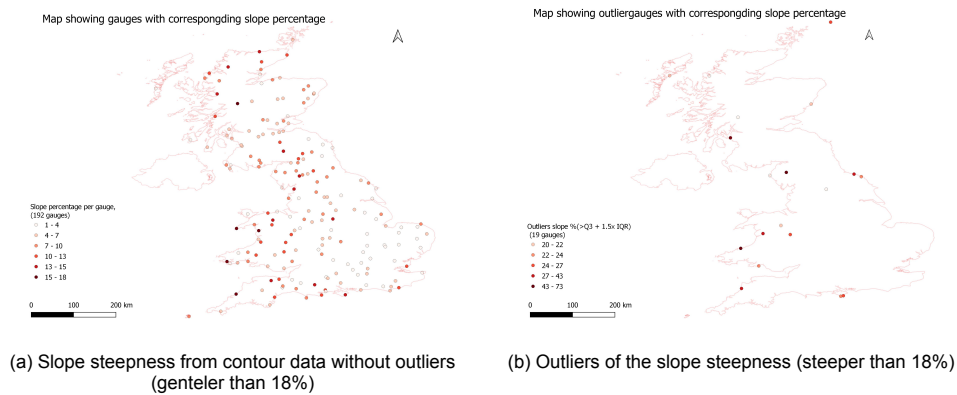 Map showing gauges with correspongding slope percentage
Slope percentage per gauge,
(192 gauges)
1 - 4
4 - 7
7 - 10
10 - 13
13 - 15
15 - 18
0 100 200 km
(a) Slope steepness from contour data without outliers
(genteler than 18%)
Map showing outliergauges with correspongding slope percentage
Outliers slope %(>Q3 + 1.5x IQR)
(19 gauges)
20 - 22
22 - 24
24 - 27
27 - 43
43 - 73
0 100 200 km
(b) Outliers of the slope steepness (steeper than 18%)